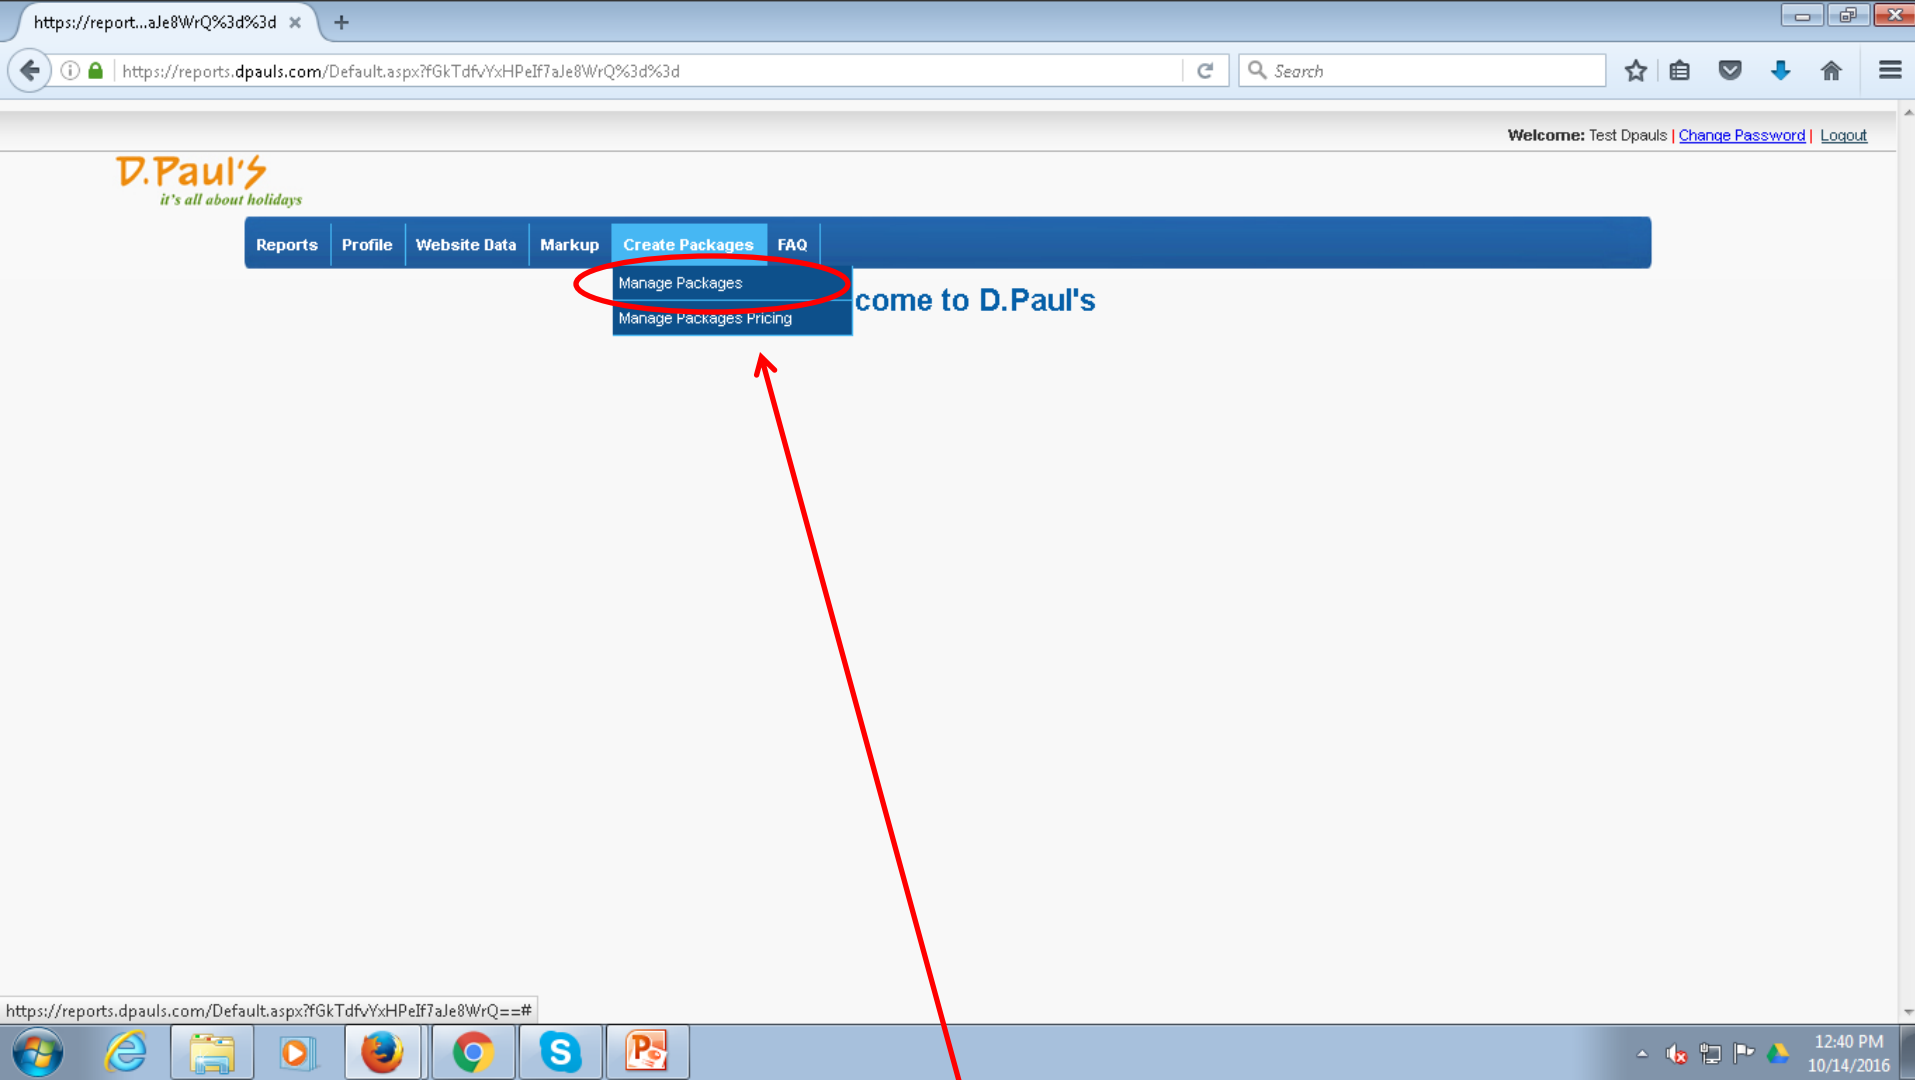 https://report...aJe8WrQ%3d%3d
https://reports.dpauls.com/Default.aspx?fGkTdfvYxHPeIf7aJe8WrQ%3d%3d
Search
Welcome: Test Dpauls | Change Password | Logout
D.Paul's
it's all about holidays
Reports Profile Website Data Markup Create Packages FAQ
Manage Packages
come to D.Paul's
Manage Packages Pricing
https://reports.dpauls.com/Default.aspx?fGkTdfvYxHPeIf7aJe8WrQ==#
12:40 PM
10/14/2016